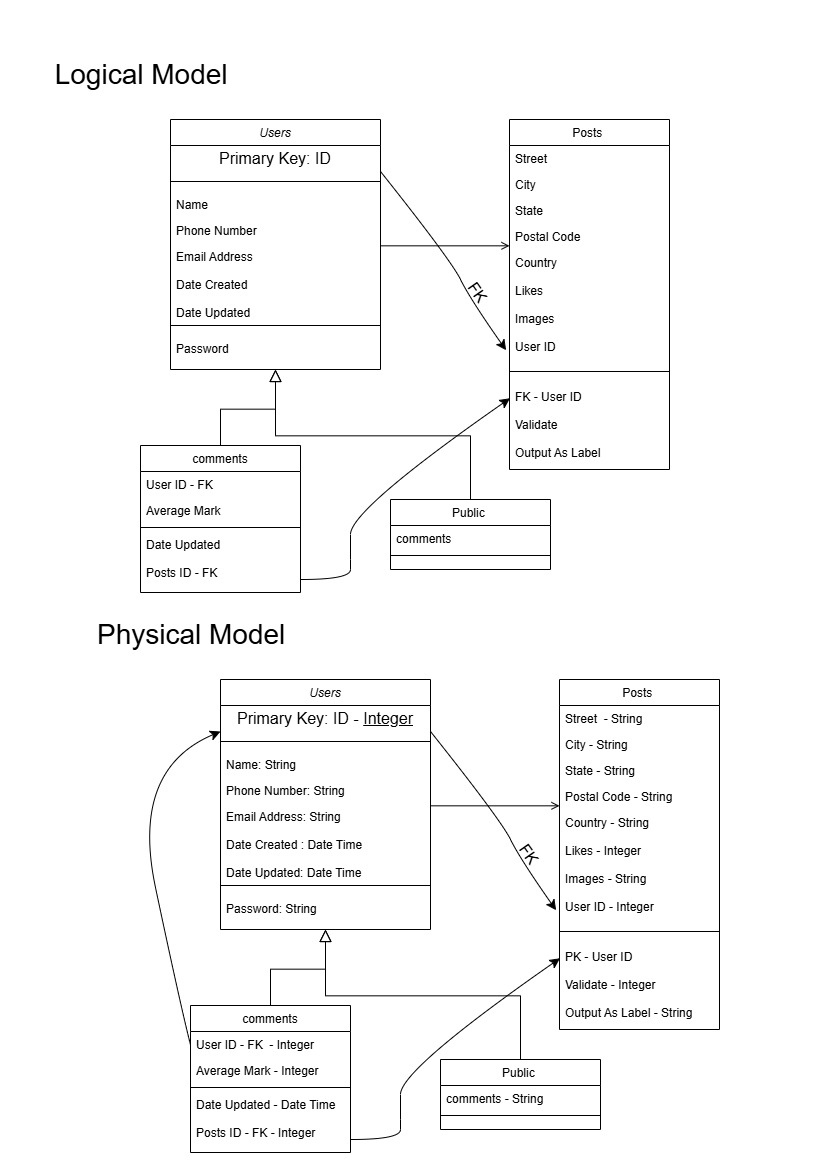 Logical Model
Users
Primary Key: ID
Name
Phone Number
Email Address
Date Created
Date Updated
Password
FK
Posts
Street
City
State
Postal Code
Country
Likes
Images
User ID
FK - User ID
Validate
Output As Label
comments
User ID - FK
Average Mark
Date Updated
Posts ID - FK
Public
comments
Physical Model
Users
Primary Key: ID - Integer
Name: String
Phone Number: String
Email Address: String
Date Created : Date Time
Date Updated: Date Time
Password: String
FK
Posts
Street  - String
City - String
State - String
Postal Code - String
Country - String
Likes - Integer
Images - String
User ID - Integer
PK - User ID
Validate - Integer
Output As Label - String
comments
User ID - FK  - Integer
Average Mark - Integer
Date Updated - Date Time
Posts ID - FK - Integer
Public
comments - String